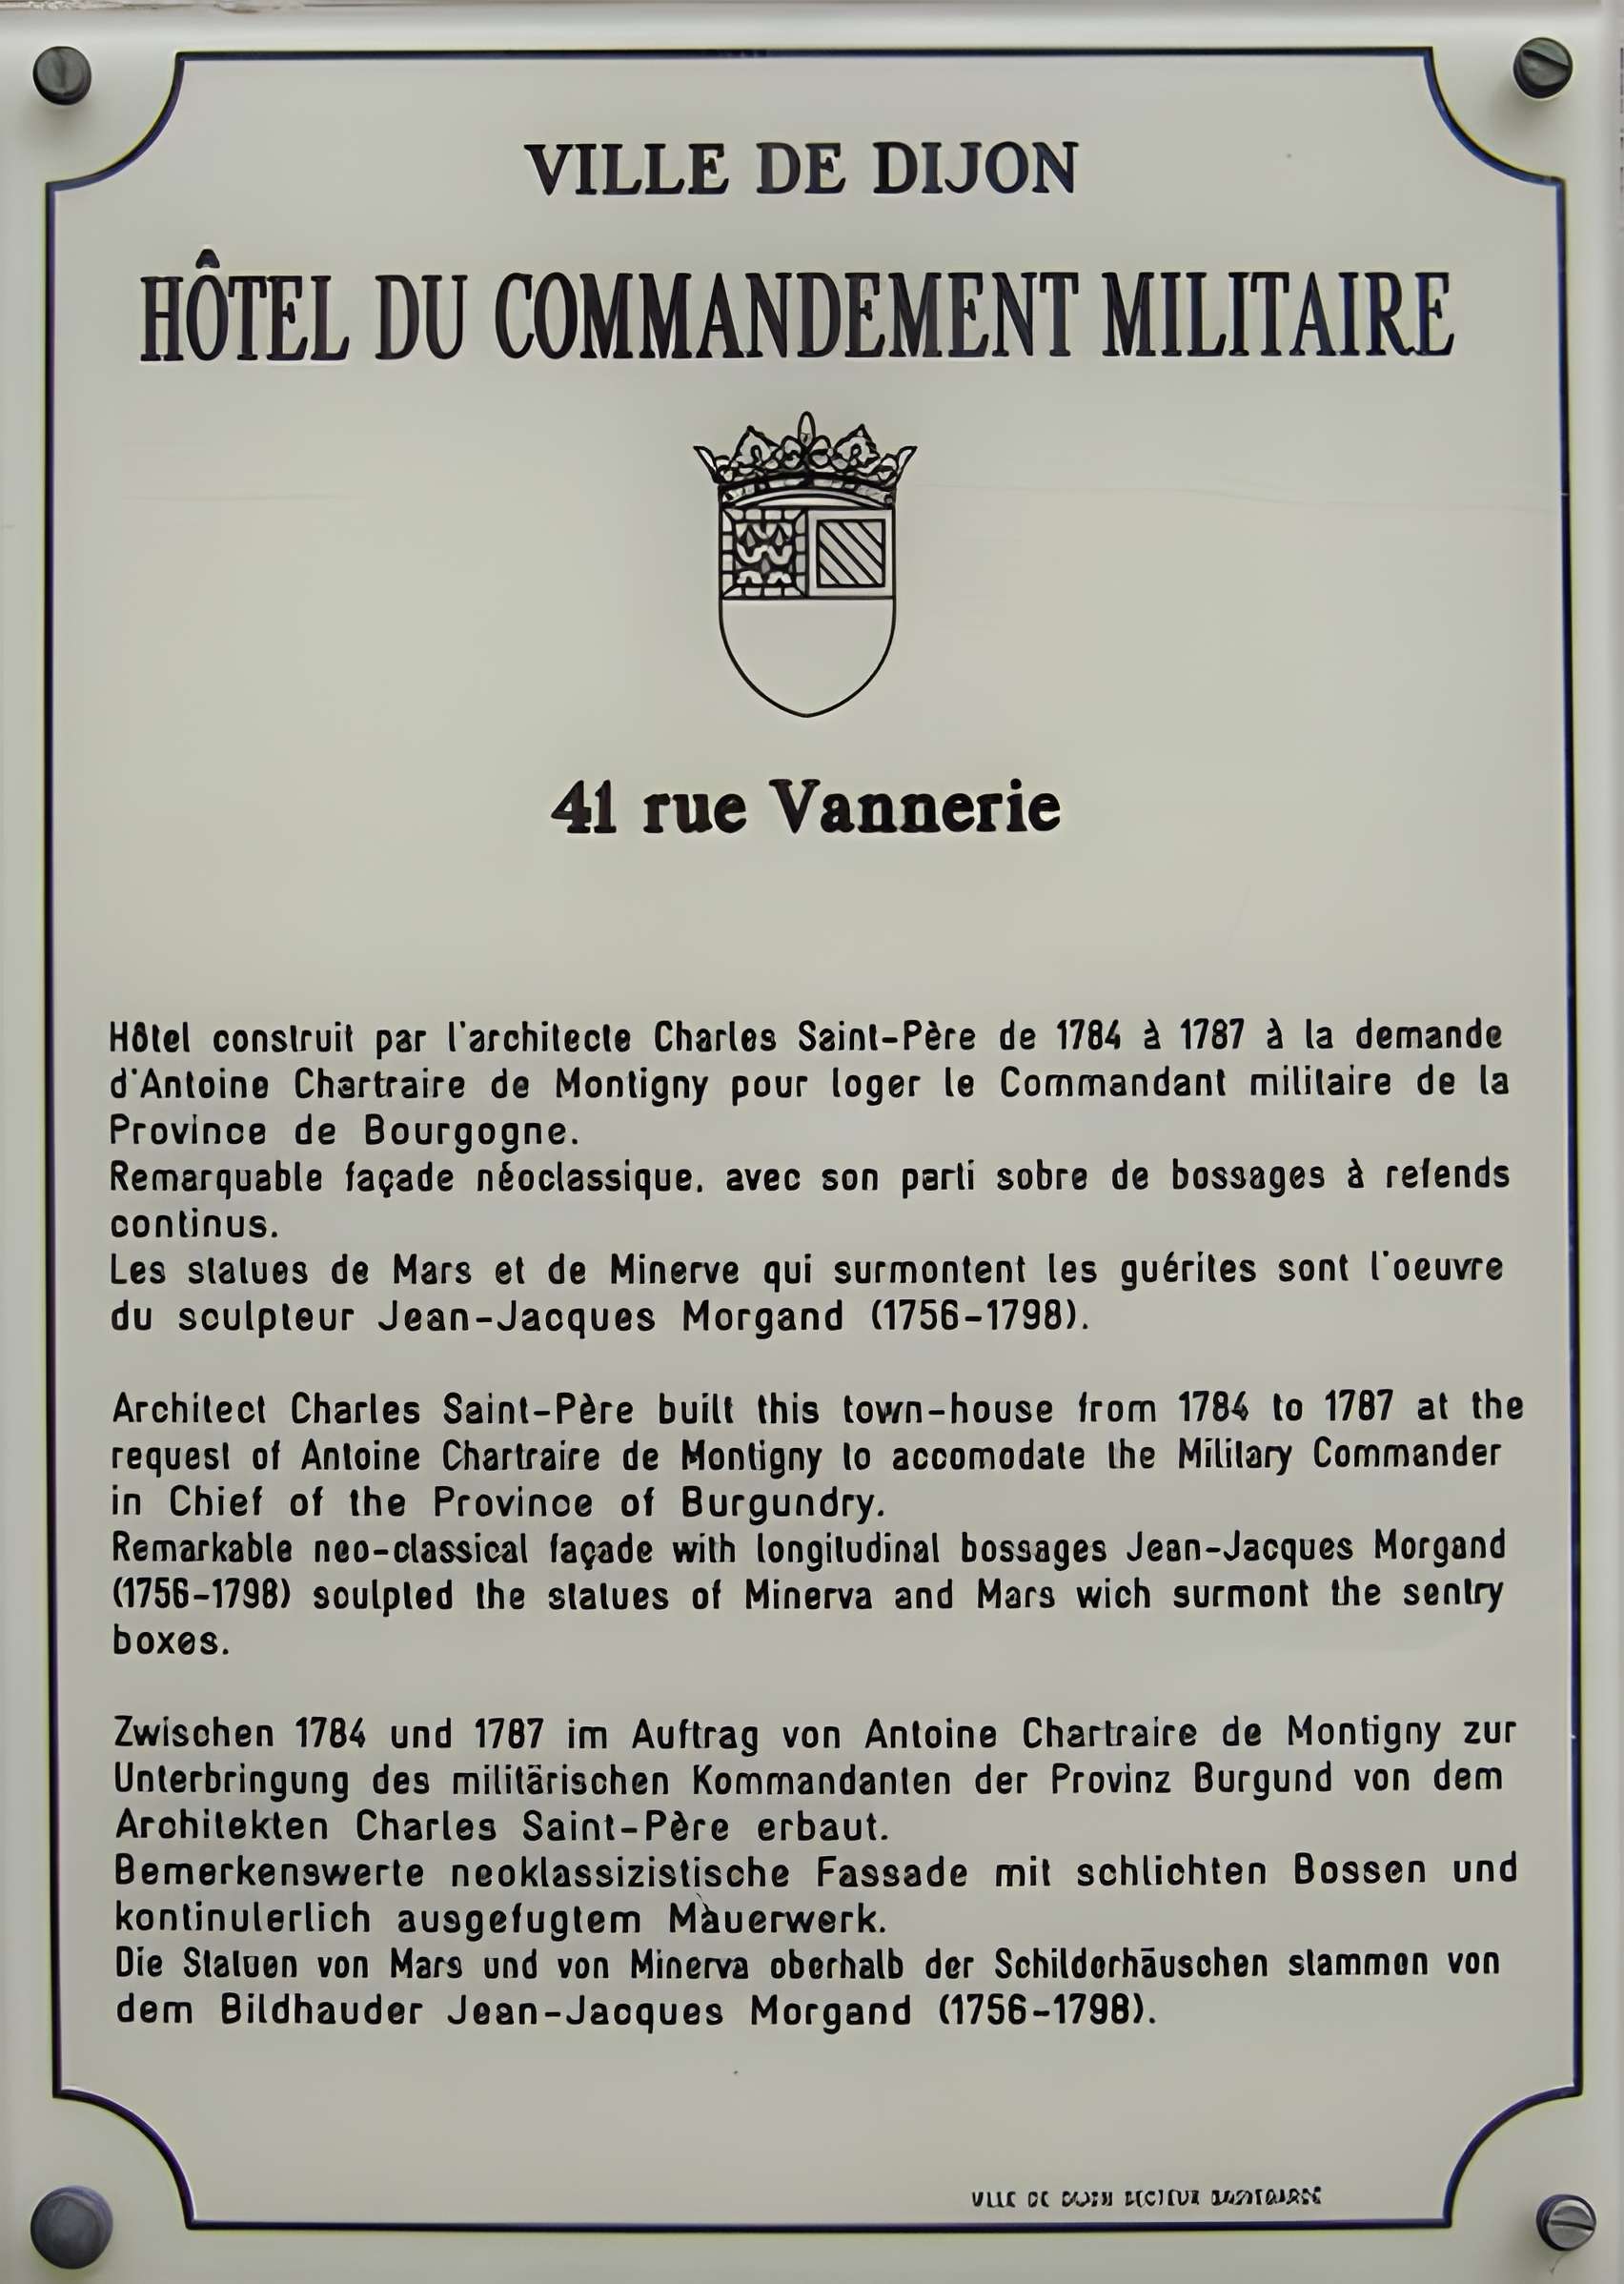 VILLE DE DIJON
HÔTEL DU COMMANDEMENT MILITAIRE
41 rue Vannerie
Hôtel construit par l'architecte Charles Saint-Père de 1784 à 1787 à la demande
d'Antoine Chartraire de Montigny pour loger le Commandant militaire de la
Province de Bourgogne.
Remarquable façade néoclassique, avec son parti sobre de bossages à refends
continus.
Les statues de Mars et de Minerve qui surmontent les guérites sont l'oeuvre
du sculpteur Jean-Jacques Morgand (1756-1798).
Architect Charles Saint-Père built this town-house from 1784 to 1787 at the
request of Antoine Chartraire de Montigny to accomodate the Military Commander
in Chief of the Province of Burgundry.
Remarkable neo-classical façade with longitudinal bossages Jean-Jacques Morgand
(1756-1798) sculpted the statues of Minerva and Mars wich surmont the sentry
boxes.
Zwischen 1784 und 1787 im Auftrag von Antoine Chartraire de Montigny zur
Unterbringung des militärischen Kommandanten der Provinz Burgund von dem
Architekten Charles Saint-Père erbaut.
Bemerkenswerte neoklassizistische Fassade mit schlichten Bossen und
kontinulerlich ausgefugtem Mauerwerk.
Die Statuen von Mars und von Minerva oberhalb der Schilderhäuschen stammen von
dem Bildhauder Jean-Jacques Morgand (1756-1798).
VILLE DE DIJON SECTEUR